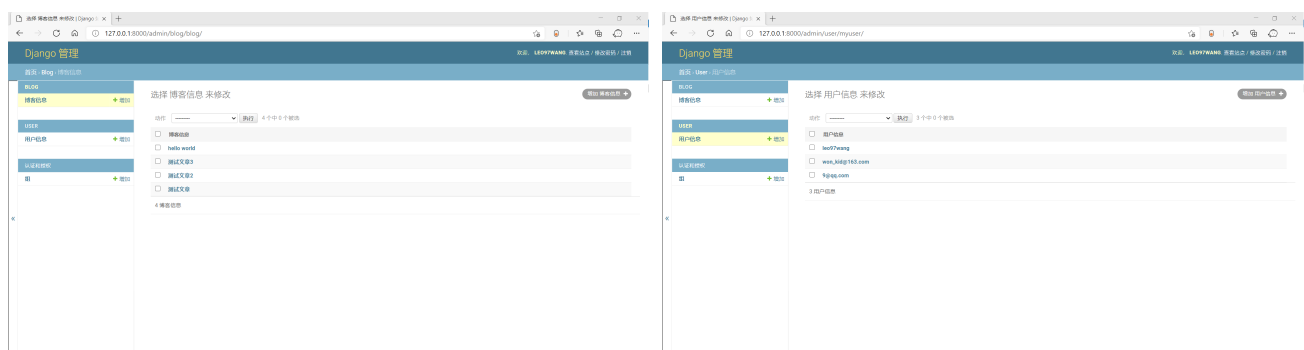 选择 博客信息 未修改 | Django
127.0.0.1:8000/admin/blog/blog/
Django 管理
欢迎， LEO97WANG. 查看站点 / 修改密码 / 注销
首页 › Blog › 博客信息
BLOG
博客信息 + 增加
USER
用户信息 + 增加
认证和授权
组 + 增加
«
选择 博客信息 未修改
增加 博客信息 +
动作 --------- 执行 4 个中 0 个被选
博客信息
hello world
测试文章3
测试文章2
测试文章
4 博客信息
选择 用户信息 未修改 | Django
127.0.0.1:8000/admin/user/myuser/
Django 管理
欢迎， LEO97WANG. 查看站点 / 修改密码 / 注销
首页 › User › 用户信息
BLOG
博客信息 + 增加
USER
用户信息 + 增加
认证和授权
组 + 增加
«
选择 用户信息 未修改
增加 用户信息 +
动作 --------- 执行 3 个中 0 个被选
用户信息
leo97wang
won_kid@163.com
9@qq.com
3 用户信息